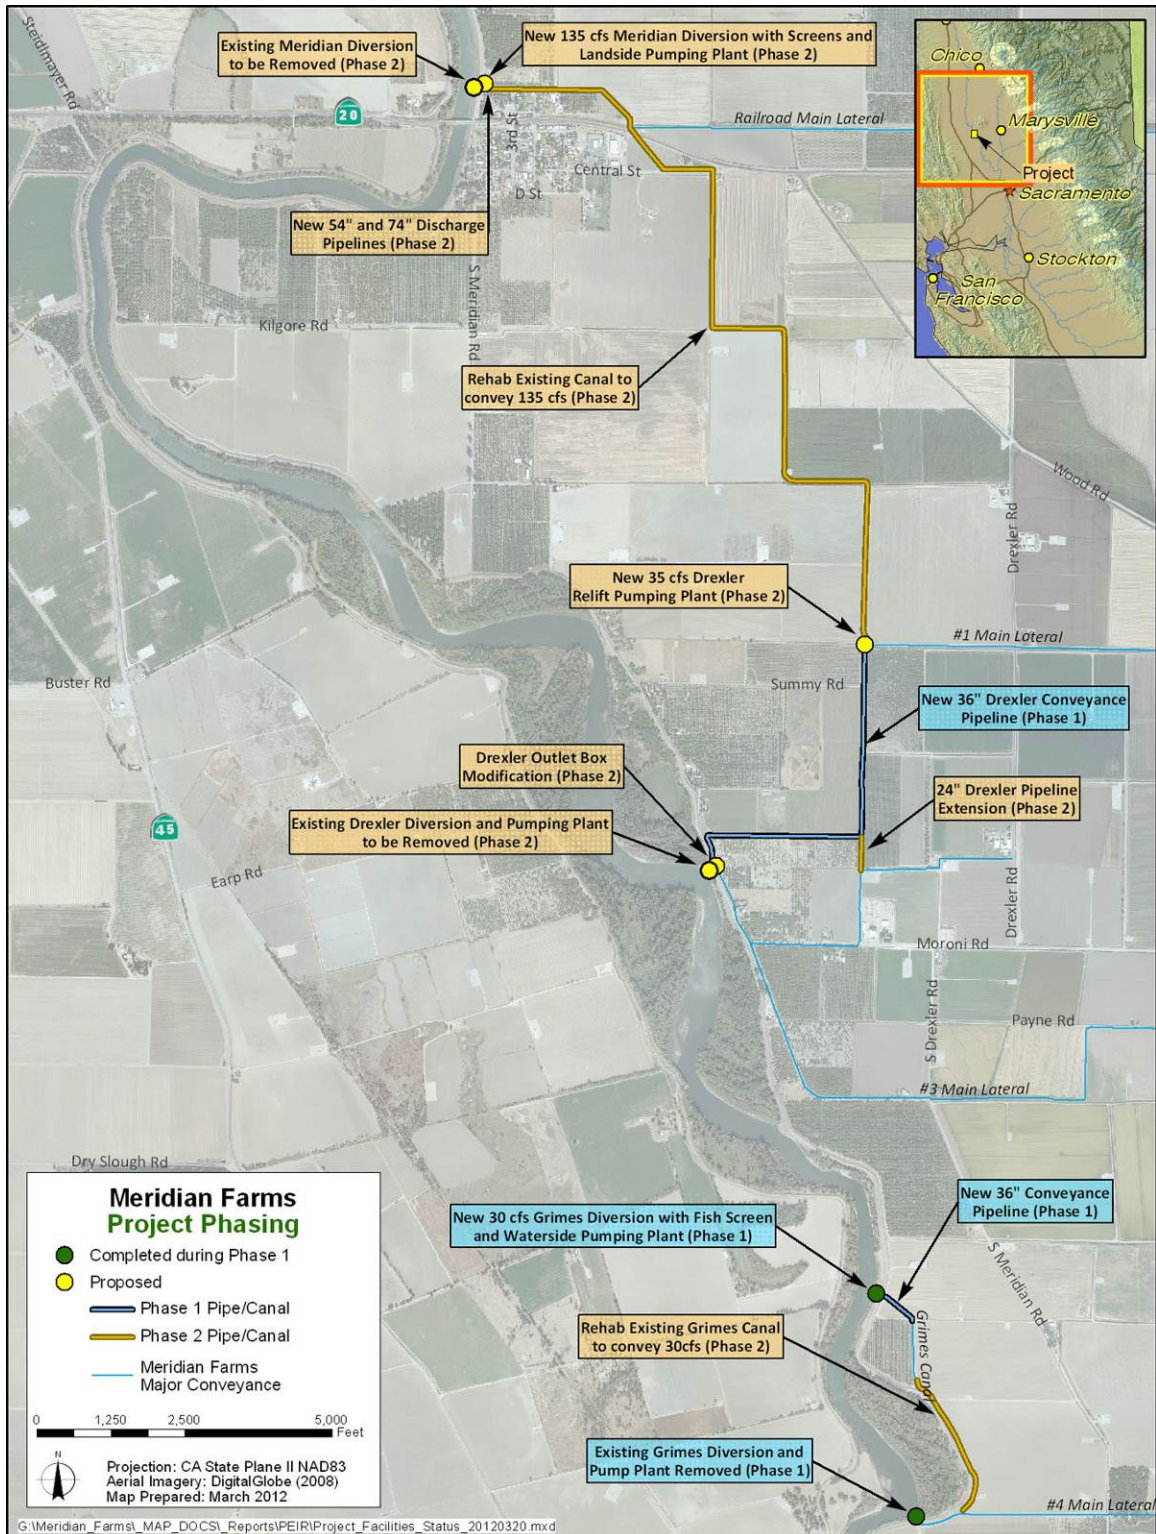 Steidlmayer Rd
Existing Meridian Diversion
to be Removed (Phase 2)
New 135 cfs Meridian Diversion with Screens and
Landside Pumping Plant (Phase 2)
20
3rd St
Railroad Main Lateral
Central St
D St
New 54" and 74" Discharge
Pipelines (Phase 2)
S Meridian Rd
Kilgore Rd
Rehab Existing Canal to
convey 135 cfs (Phase 2)
Chico
Marysville
Project
Sacramento
Stockton
San
Francisco
Wood Rd
Drexler Rd
New 35 cfs Drexler
Relift Pumping Plant (Phase 2)
#1 Main Lateral
Buster Rd
Summy Rd
New 36" Drexler Conveyance
Pipeline (Phase 1)
Drexler Outlet Box
Modification (Phase 2)
24" Drexler Pipeline
Extension (Phase 2)
45
Existing Drexler Diversion and Pumping Plant
to be Removed (Phase 2)
Earp Rd
Drexler Rd
Moroni Rd
S Drexler Rd
Payne Rd
#3 Main Lateral
Dry Slough Rd
New 36" Conveyance
Pipeline (Phase 1)
New 30 cfs Grimes Diversion with Fish Screen
and Waterside Pumping Plant (Phase 1)
S Meridian Rd
Grimes Canal
Rehab Existing Grimes Canal
to convey 30cfs (Phase 2)
Existing Grimes Diversion and
Pump Plant Removed (Phase 1)
#4 Main Lateral
Meridian Farms
Project Phasing
Completed during Phase 1
Proposed
Phase 1 Pipe/Canal
Phase 2 Pipe/Canal
Meridian Farms
Major Conveyance
0 1,250 2,500 5,000
Feet
N
Projection: CA State Plane II NAD83
Aerial Imagery: DigitalGlobe (2008)
Map Prepared: March 2012
G:\Meridian_Farms\_MAP_DOCS\_Reports\PEIR\Project_Facilities_Status_20120320.mxd